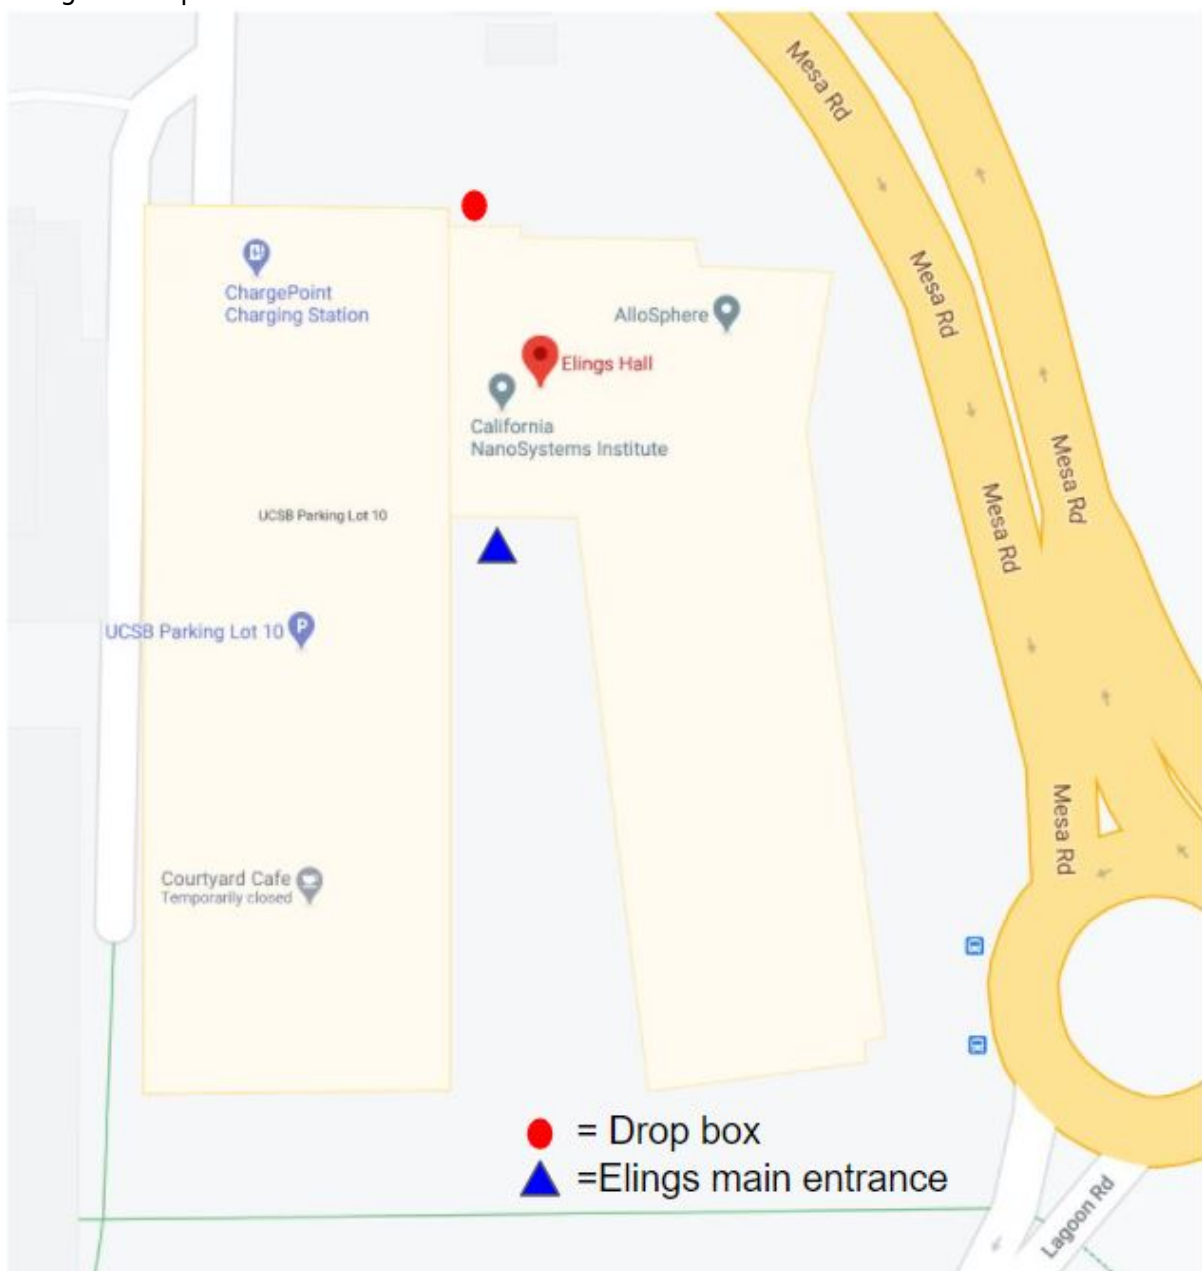 Mesa Rd
ChargePoint
Charging Station
Mesa Rd
AlloSphere
Elings Hall
California
NanoSystems Institute
Mesa Rd
Mesa Rd
UCSB Parking Lot 10
UCSB Parking Lot 10
P
Mesa Rd
Courtyard Cafe
Temporarily closed
= Drop box
=Elings main entrance
Lagoon Rd